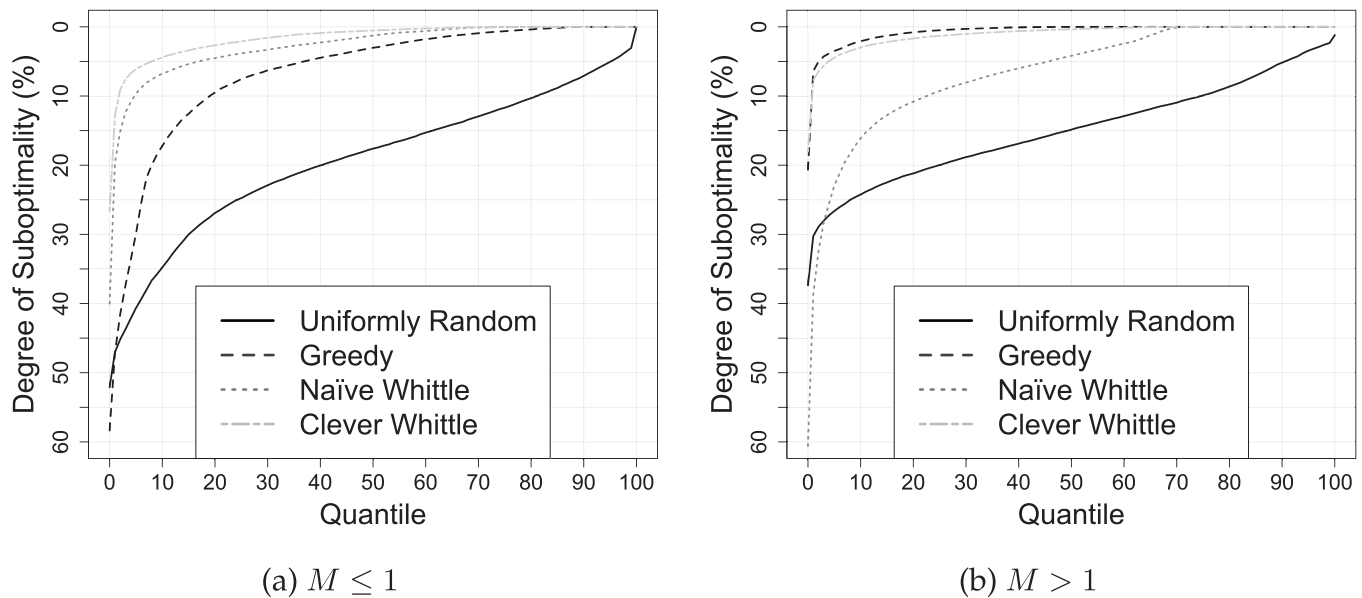 Degree of Suboptimality (%)
0
10
20
30
40
50
60
Uniformly Random
Greedy
Naïve Whittle
Clever Whittle
0 10 20 30 40 50 60 70 80 90 100
Quantile
(a) M ≤ 1
Degree of Suboptimality (%)
0
10
20
30
40
50
60
Uniformly Random
Greedy
Naïve Whittle
Clever Whittle
0 10 20 30 40 50 60 70 80 90 100
Quantile
(b) M > 1